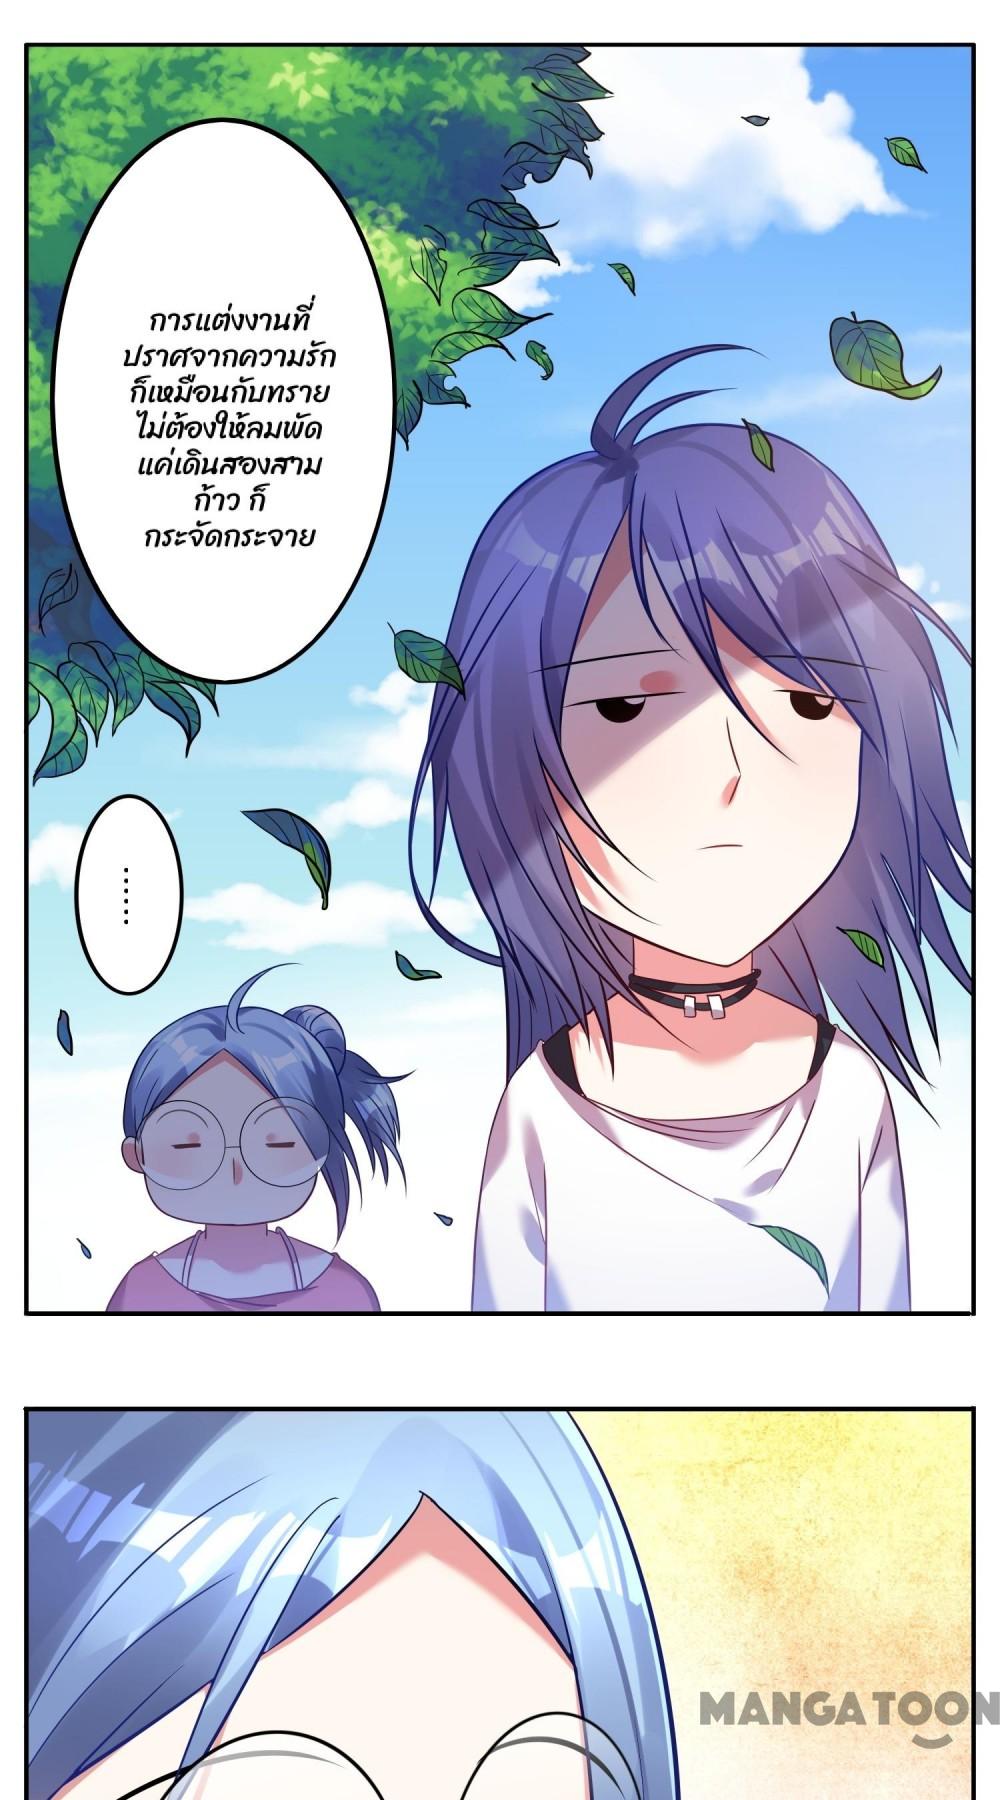 การแต่งงานที่
ปราศจากความรัก
ก็เหมือนกับทราย
ไม่ต้องให้ลมพัด
แค่เดินสองสาม
ก้าว ก็
กระจัดกระจาย
.......
MANGATOON